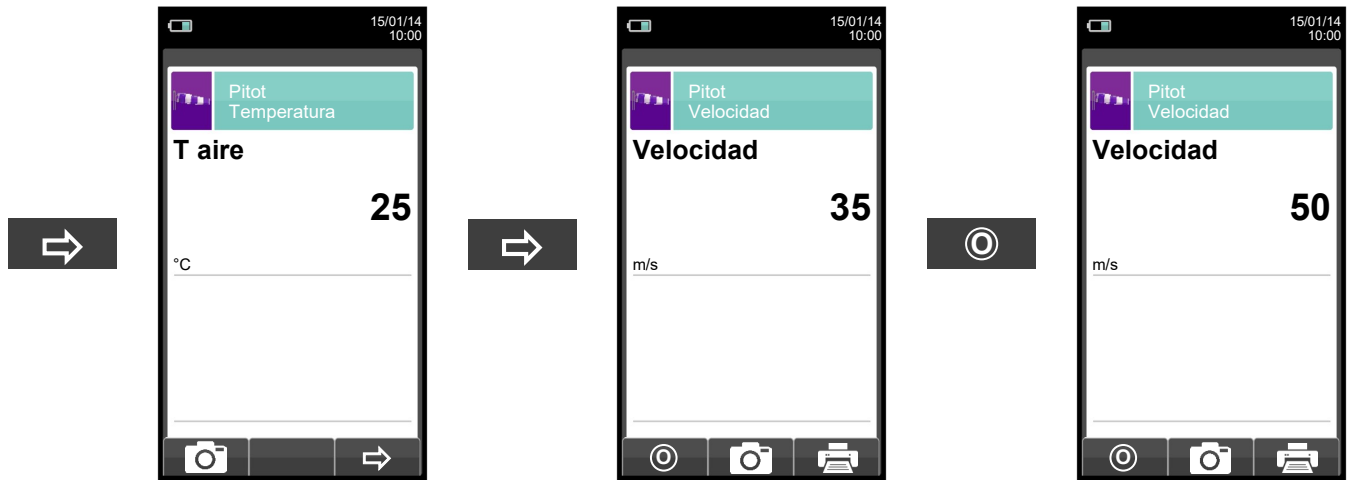 15/01/14
10:00
Pitot
Temperatura
T aire
25
°C
15/01/14
10:00
Pitot
Velocidad
Velocidad
35
m/s
O
O
15/01/14
10:00
Pitot
Velocidad
Velocidad
50
m/s
O